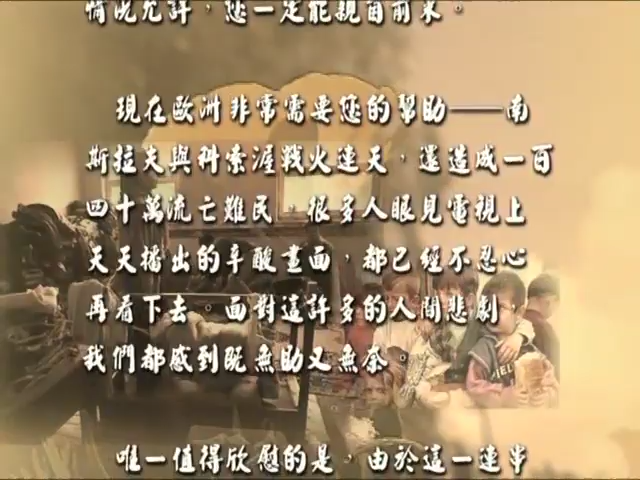 情況允許，您一定能親自前來。
現在歐洲非常需要您的幫助——南
斯拉夫與科索渥戰火連天，還造成一百
四十萬流亡難民，很多人眼見電視上
天天播出的辛酸畫面，都已經不忍心
再看下去。面對這許多的人間悲劇，
我們都感到既無助又無奈。
唯一值得欣慰的是，由於這一連串